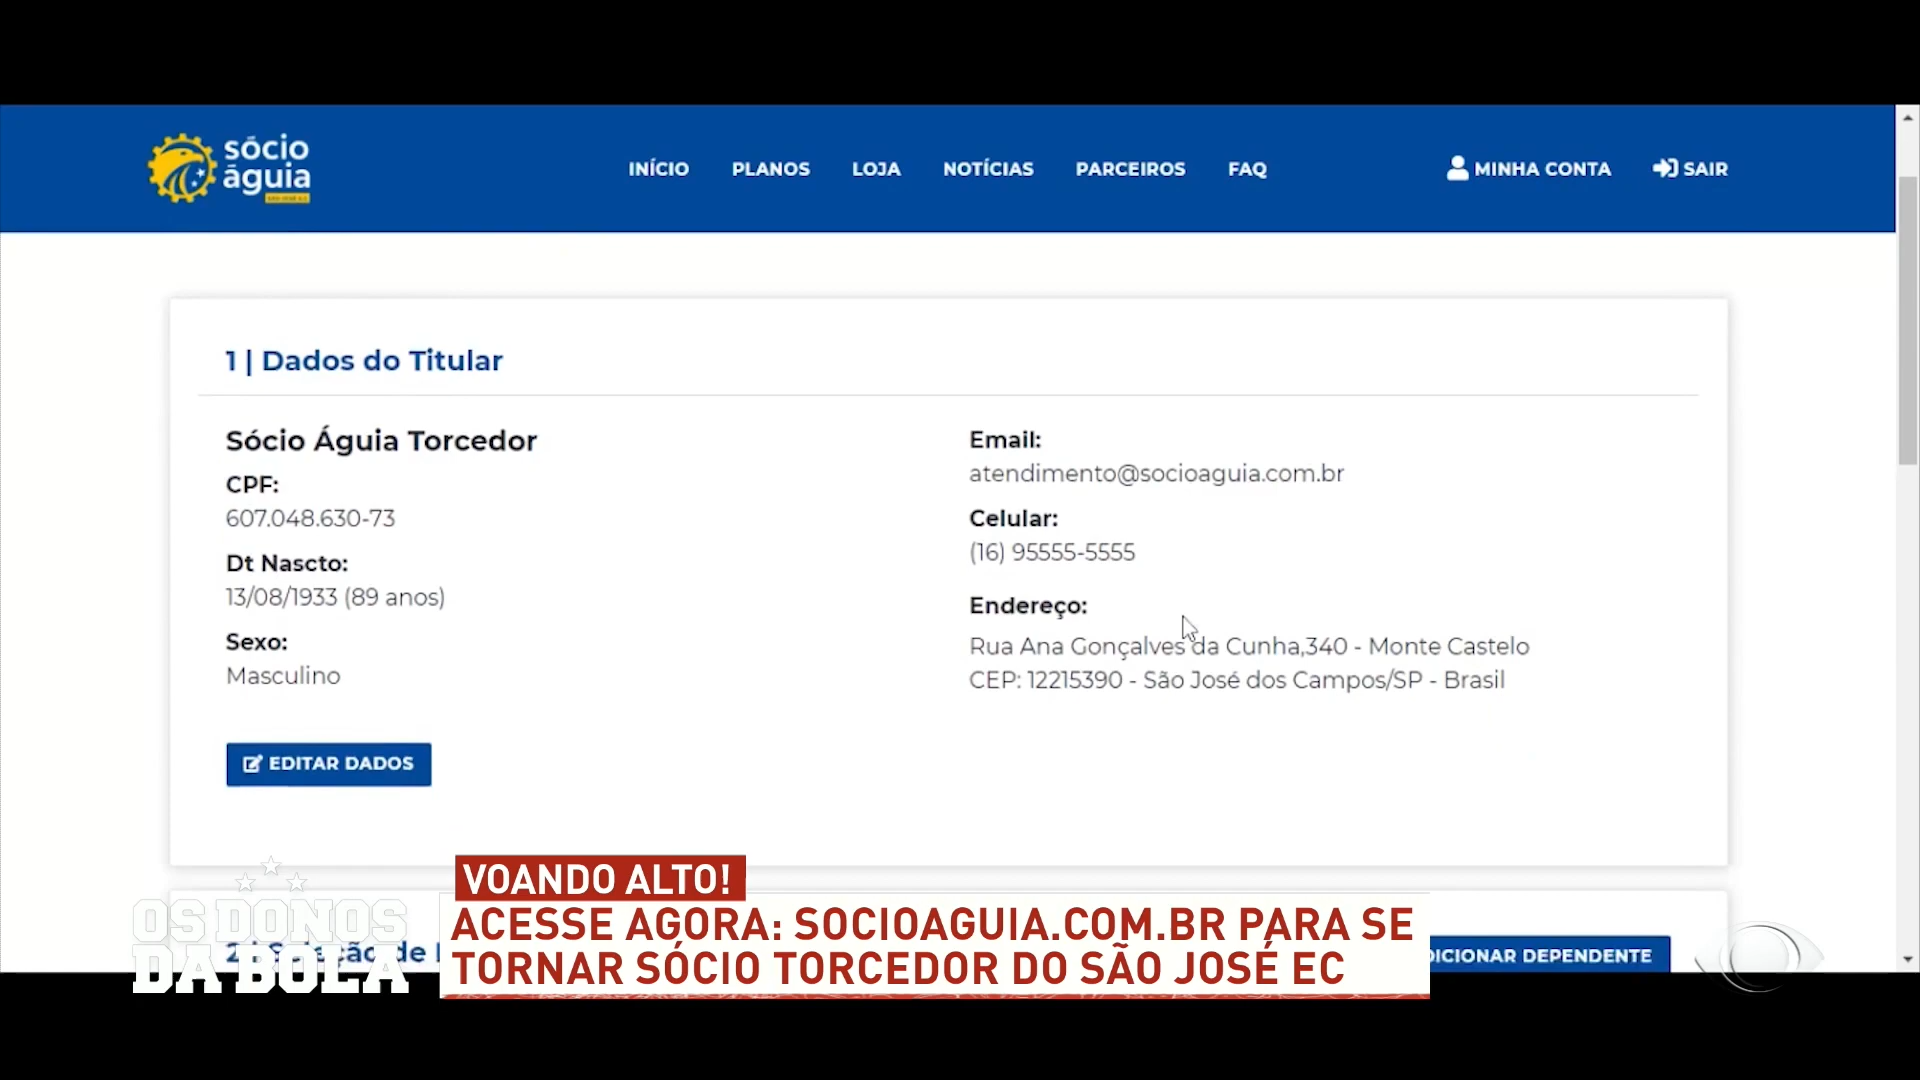 sócio
águia
INÍCIO PLANOS LOJA NOTÍCIAS PARCEIROS FAQ MINHA CONTA SAIR
1 | Dados do Titular
Sócio Águia Torcedor
CPF:
607.048.630-73
Dt Nascto:
13/08/1933 (89 anos)
Sexo:
Masculino
Email:
atendimento@socioaguia.com.br
Celular:
(16) 95555-5555
Endereço:
Rua Ana Gonçalves da Cunha,340 - Monte Castelo
CEP: 12215390 - São José dos Campos/SP - Brasil
EDITAR DADOS
VOANDO ALTO!
ACESSE AGORA: SOCIOAGUIA.COM.BR PARA SE
TORNAR SÓCIO TORCEDOR DO SÃO JOSÉ EC
OS DONOS
DA BOLA
DICIONAR DEPENDENTE